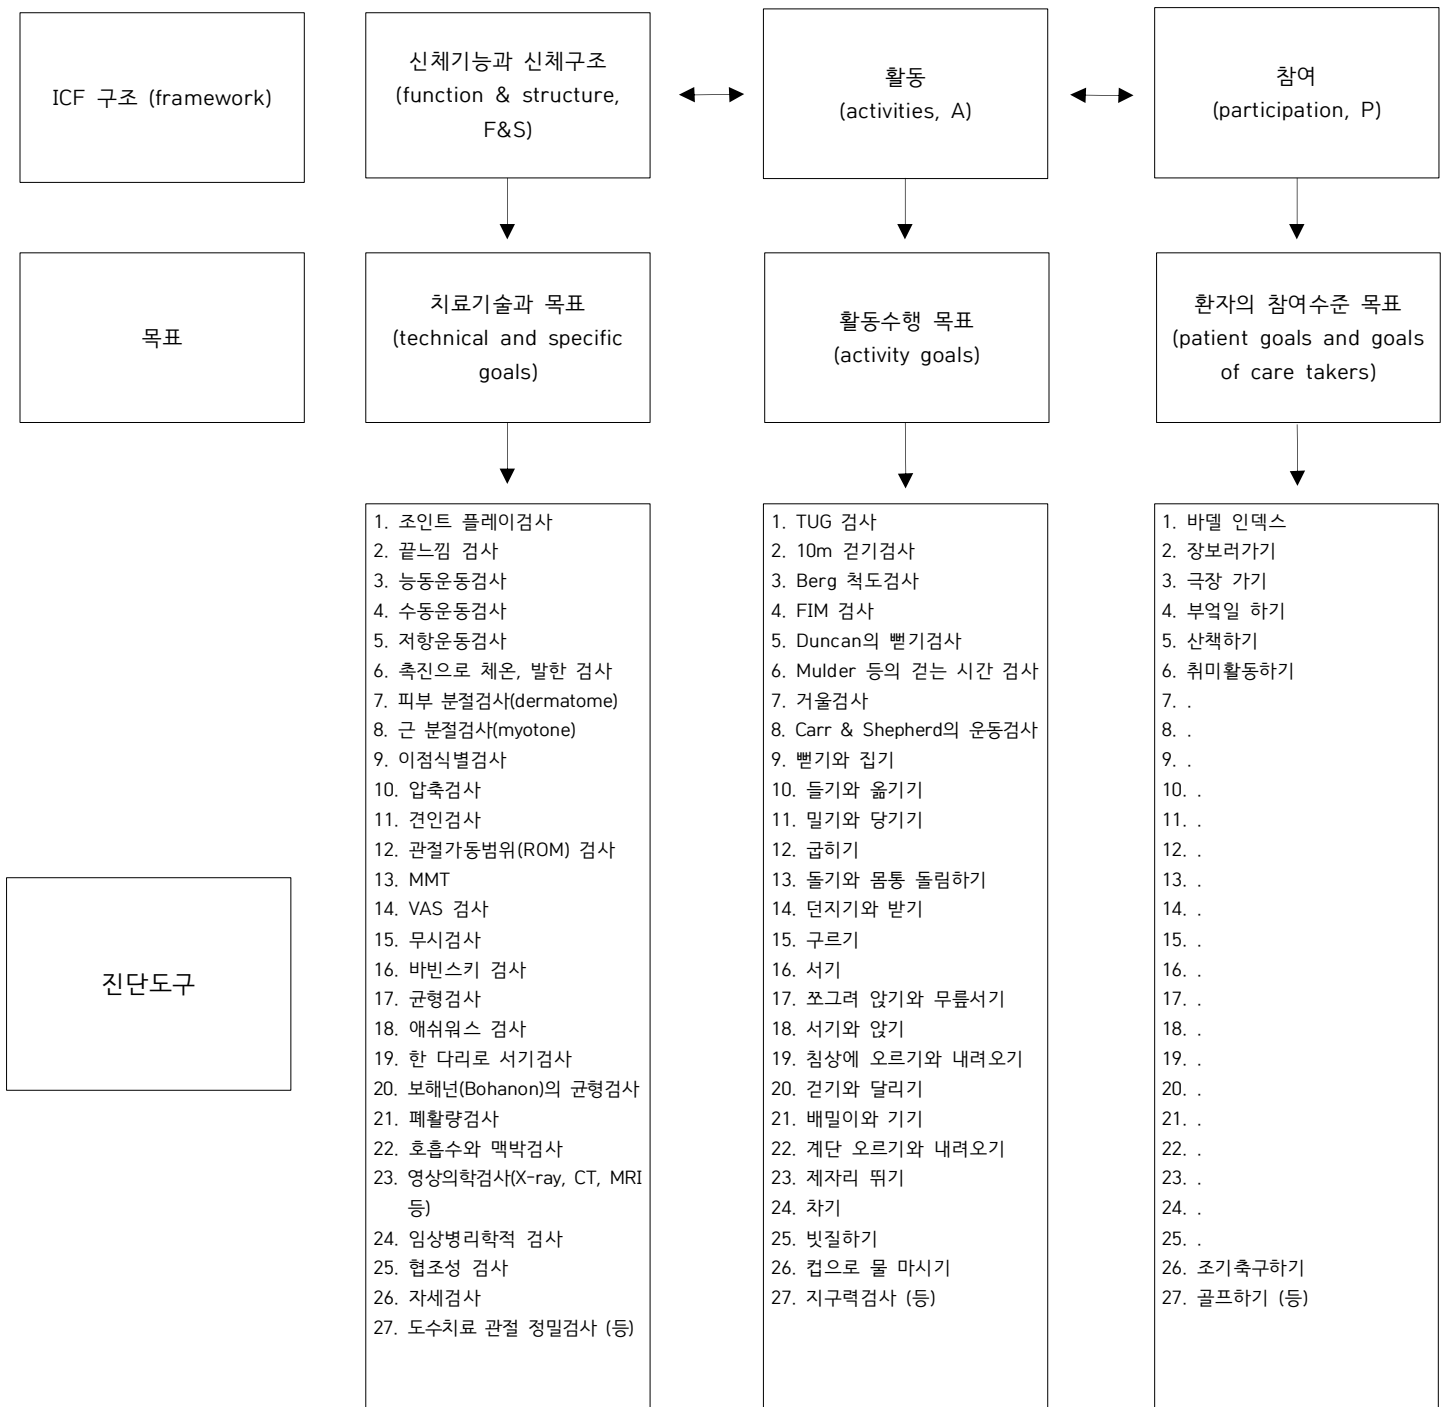 ICF 구조 (framework)
신체기능과 신체구조
(function & structure,
F&S)
활동
(activities, A)
참여
(participation, P)
목표
치료기술과 목표
(technical and specific
goals)
활동수행 목표
(activity goals)
환자의 참여수준 목표
(patient goals and goals
of care takers)
진단도구
1. 조인트 플레이검사
2. 끝느낌 검사
3. 능동운동검사
4. 수동운동검사
5. 저항운동검사
6. 촉진으로 체온, 발한 검사
7. 피부 분절검사(dermatome)
8. 근 분절검사(myotone)
9. 이점식별검사
10. 압축검사
11. 견인검사
12. 관절가동범위(ROM) 검사
13. MMT
14. VAS 검사
15. 무시검사
16. 바빈스키 검사
17. 균형검사
18. 애쉬워스 검사
19. 한 다리로 서기검사
20. 보해넌(Bohanon)의 균형검사
21. 폐활량검사
22. 호흡수와 맥박검사
23. 영상의학검사(X-ray, CT, MRI
등)
24. 임상병리학적 검사
25. 협조성 검사
26. 자세검사
27. 도수치료 관절 정밀검사 (등)
1. TUG 검사
2. 10m 걷기검사
3. Berg 척도검사
4. FIM 검사
5. Duncan의 뻗기검사
6. Mulder 등의 걷는 시간 검사
7. 거울검사
8. Carr & Shepherd의 운동검사
9. 뻗기와 집기
10. 들기와 옮기기
11. 밀기와 당기기
12. 굽히기
13. 돌기와 몸통 돌림하기
14. 던지기와 받기
15. 구르기
16. 서기
17. 쪼그려 앉기와 무릎서기
18. 서기와 앉기
19. 침상에 오르기와 내려오기
20. 걷기와 달리기
21. 배밀이와 기기
22. 계단 오르기와 내려오기
23. 제자리 뛰기
24. 차기
25. 빗질하기
26. 컵으로 물 마시기
27. 지구력검사 (등)
1. 바델 인덱스
2. 장보러가기
3. 극장 가기
4. 부엌일 하기
5. 산책하기
6. 취미활동하기
7. .
8. .
9. .
10. .
11. .
12. .
13. .
14. .
15. .
16. .
17. .
18. .
19. .
20. .
21. .
22. .
23. .
24. .
25. .
26. 조기축구하기
27. 골프하기 (등)